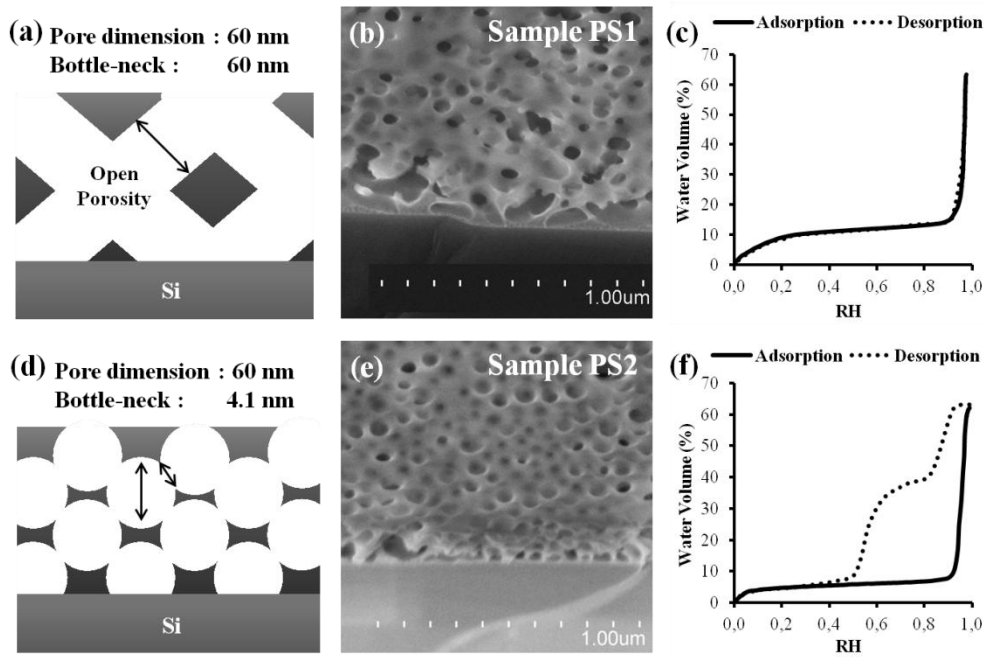 (a) Pore dimension : 60 nm
Bottle-neck : 60 nm
Open
Porosity
Si
(b) Sample PS1
1.00um
(c) Adsorption Desorption
Water Volume (%)
70
60
50
40
30
20
10
0
0,0 0,2 0,4 0,6 0,8 1,0
RH
(d) Pore dimension : 60 nm
Bottle-neck : 4.1 nm
Si
(e) Sample PS2
1.00um
(f) Adsorption Desorption
Water Volume (%)
70
60
50
40
30
20
10
0
0,0 0,2 0,4 0,6 0,8 1,0
RH